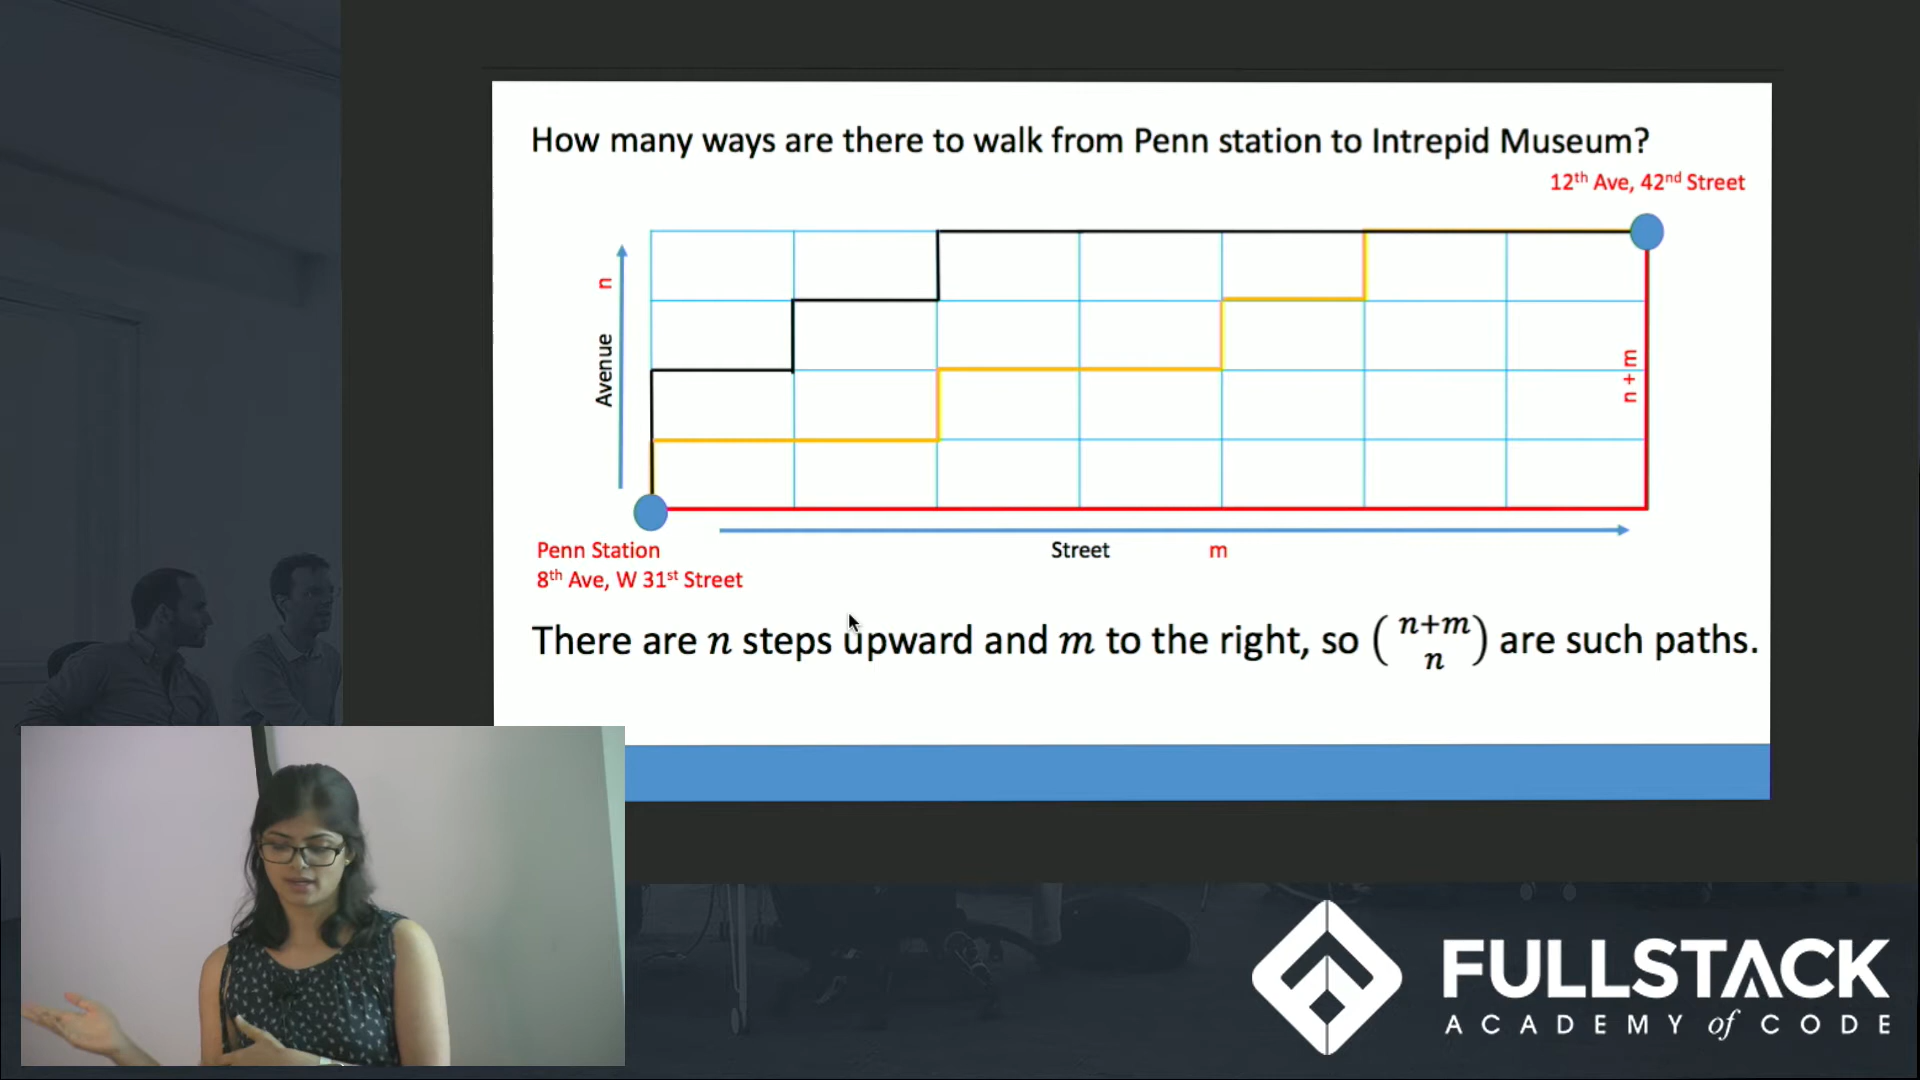 How many ways are there to walk from Penn station to Intrepid Museum?
12th Ave, 42nd Street
n
Avenue
n + m
Street
m
Penn Station
8th Ave, W 31st Street
There are n steps upward and m to the right, so (n+m n) are such paths.
FULLSTACK
ACADEMY of CODE